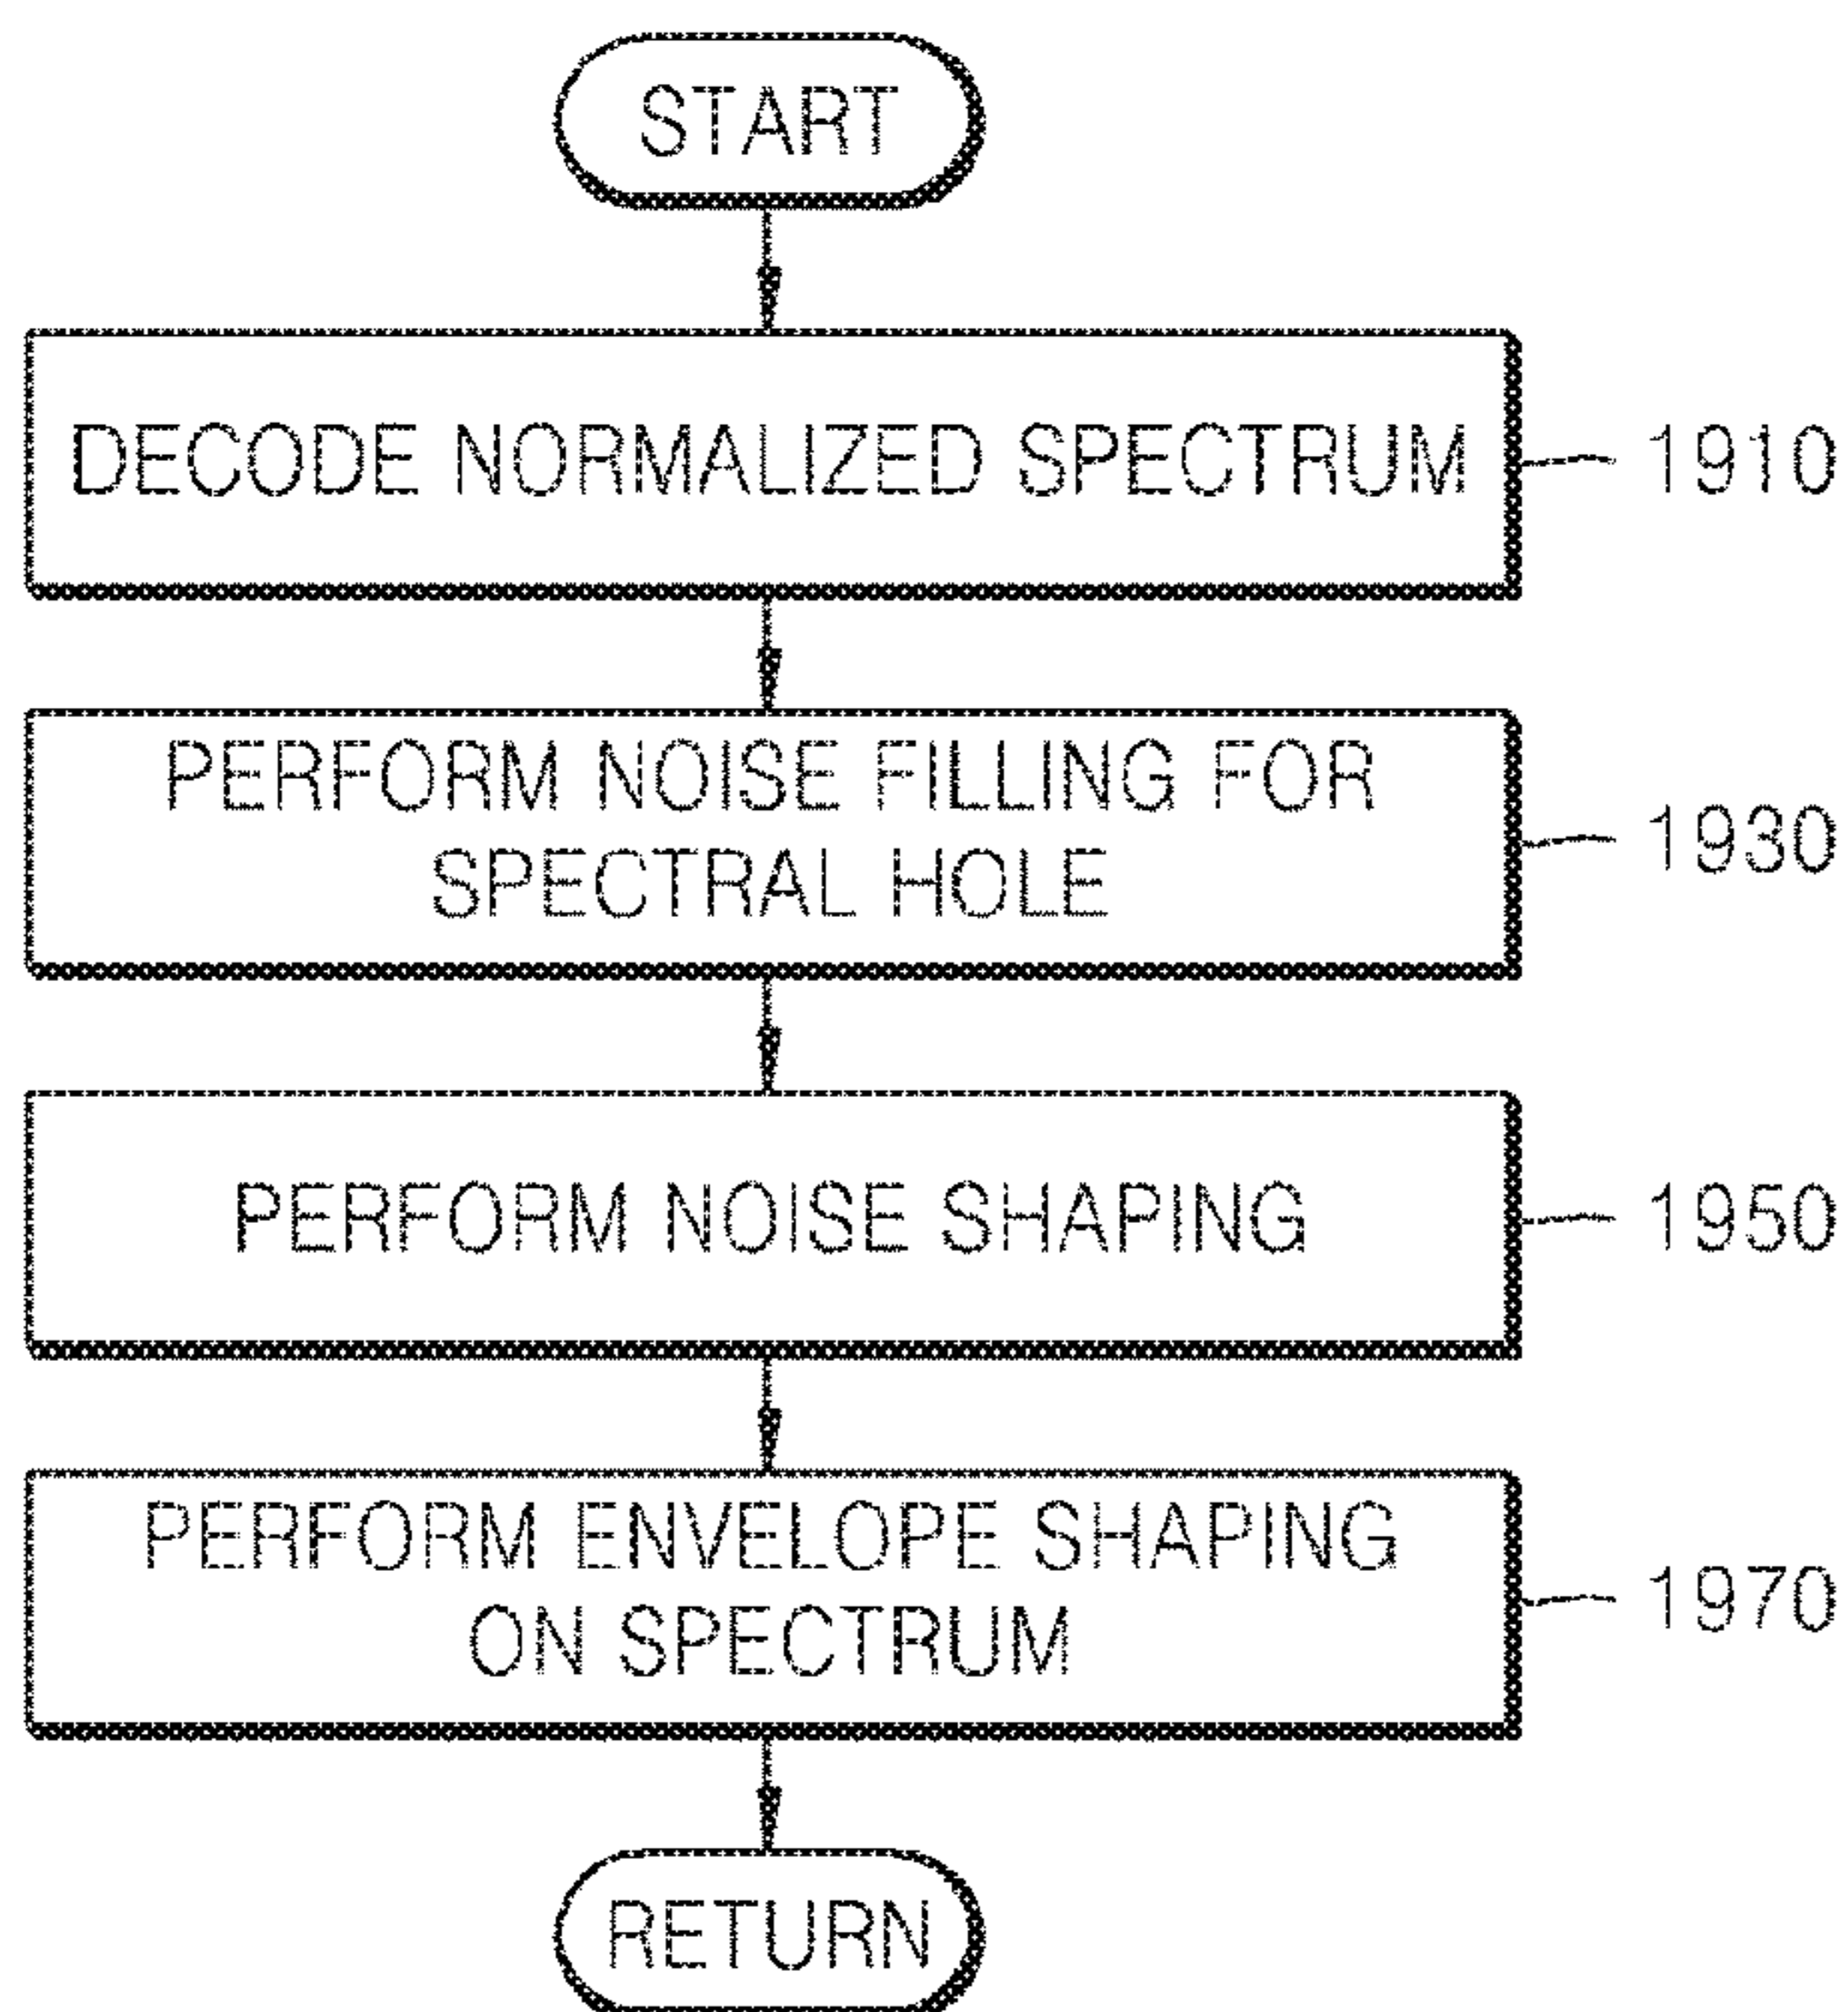 START
DECODE NORMALIZED SPECTRUM
1910
PERFORM NOISE FILLING FOR
SPECTRAL HOLE
1930
PERFORM NOISE SHAPING
1950
PERFORM ENVELOPE SHAPING
ON SPECTRUM
1970
RETURN